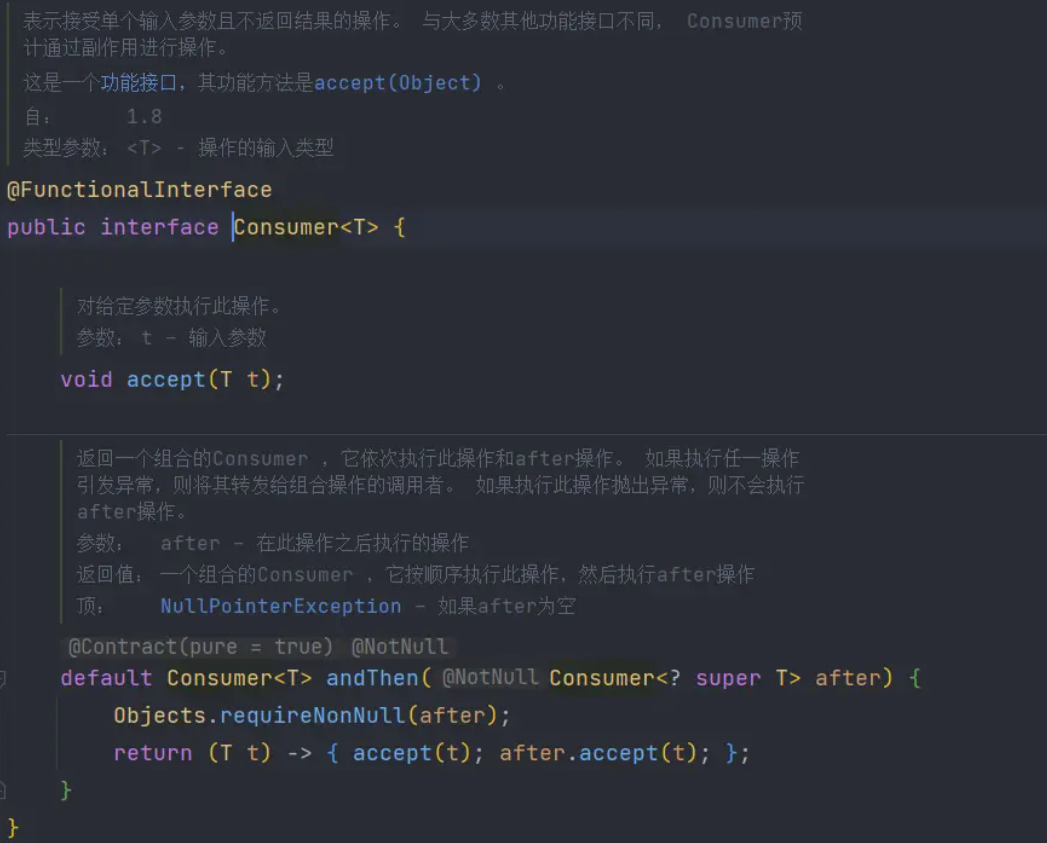 表示接受单个输入参数且不返回结果的操作。 与大多数其他功能接口不同， Consumer预
计通过副作用进行操作。
这是一个功能接口，其功能方法是accept(Object) 。
自： 1.8
类型参数： <T> - 操作的输入类型
@FunctionalInterface
public interface Consumer<T> {
对给定参数执行此操作。
参数： t – 输入参数
void accept(T t);
返回一个组合的Consumer ，它依次执行此操作和after操作。 如果执行任一操作
引发异常，则将其转发给组合操作的调用者。 如果执行此操作抛出异常，则不会执行
after操作。
参数： after – 在此操作之后执行的操作
返回值： 一个组合的Consumer ，它按顺序执行此操作，然后执行after操作
顶： NullPointerException – 如果after为空
@Contract(pure = true) @NotNull
default Consumer<T> andThen( @NotNull Consumer<? super T> after) {
Objects.requireNonNull(after);
return (T t) -> { accept(t); after.accept(t); };
}
}